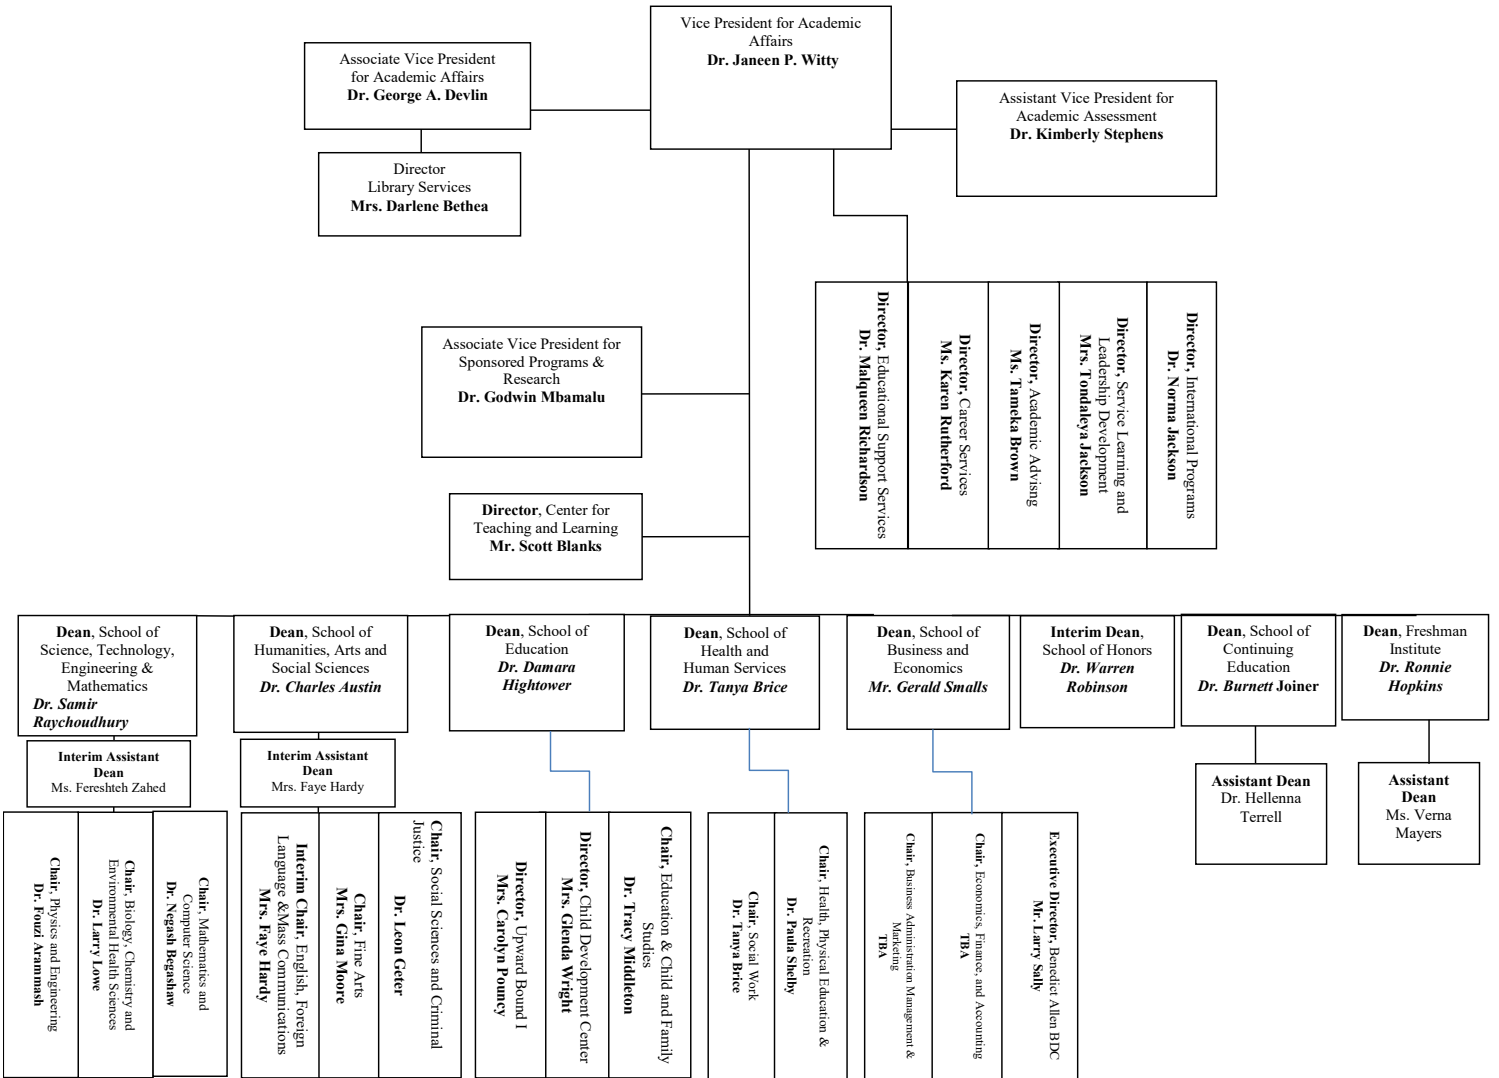 Vice President for Academic
Affairs
Dr. Janeen P. Witty
Associate Vice President
for Academic Affairs
Dr. George A. Devlin
Assistant Vice President for
Academic Assessment
Dr. Kimberly Stephens
Director
Library Services
Mrs. Darlene Bethea
Director, Educational Support Services
Dr. Malqueen Richardson
Director, Career Services
Ms. Karen Rutherford
Director, Academic Advisng
Ms. Tameka Brown
Director, Service Learning and
Leadership Development
Mrs. Tondaleya Jackson
Director, International Programs
Dr. Norma Jackson
Associate Vice President for
Sponsored Programs &
Research
Dr. Godwin Mbamalu
Director, Center for
Teaching and Learning
Mr. Scott Blanks
Dean, School of
Science, Technology,
Engineering &
Mathematics
Dr. Samir
Raychoudhury
Dean, School of
Humanities, Arts and
Social Sciences
Dr. Charles Austin
Dean, School of
Education
Dr. Damara
Hightower
Dean, School of
Health and
Human Services
Dr. Tanya Brice
Dean, School of
Business and
Economics
Mr. Gerald Smalls
Interim Dean,
School of Honors
Dr. Warren
Robinson
Dean, School of
Continuing
Education
Dr. Burnett Joiner
Dean, Freshman
Institute
Dr. Ronnie
Hopkins
Interim Assistant
Dean
Ms. Fereshteh Zahed
Interim Assistant
Dean
Mrs. Faye Hardy
Assistant Dean
Dr. Hellenna
Terrell
Assistant
Dean
Ms. Verna
Mayers
Chair, Physics and Engineering
Dr. Fouzi Arammash
Chair, Biology, Chemistry and
Environmental Health Sciences
Dr. Larry Lowe
Chair, Mathematics and
Computer Science
Dr. Negash Begashaw
Interim Chair, English, Foreign
Language &Mass Communications
Mrs. Faye Hardy
Chair, Fine Arts
Mrs. Gina Moore
Chair, Social Sciences and Criminal
Justice
Dr. Leon Geter
Director, Upward Bound I
Mrs. Carolyn Pouncy
Director, Child Development Center
Mrs. Glenda Wright
Chair, Education & Child and Family
Studies
Dr. Tracy Middleton
Chair, Social Work
Dr. Tanya Brice
Chair, Health, Physical Education &
Recreation
Dr. Paula Shelby
Chair, Business Administration Management &
Marketing
TBA
Chair, Economics, Finance, and Accounting
TBA
Executive Director, Benedict Allen BDC
Mr. Larry Sally